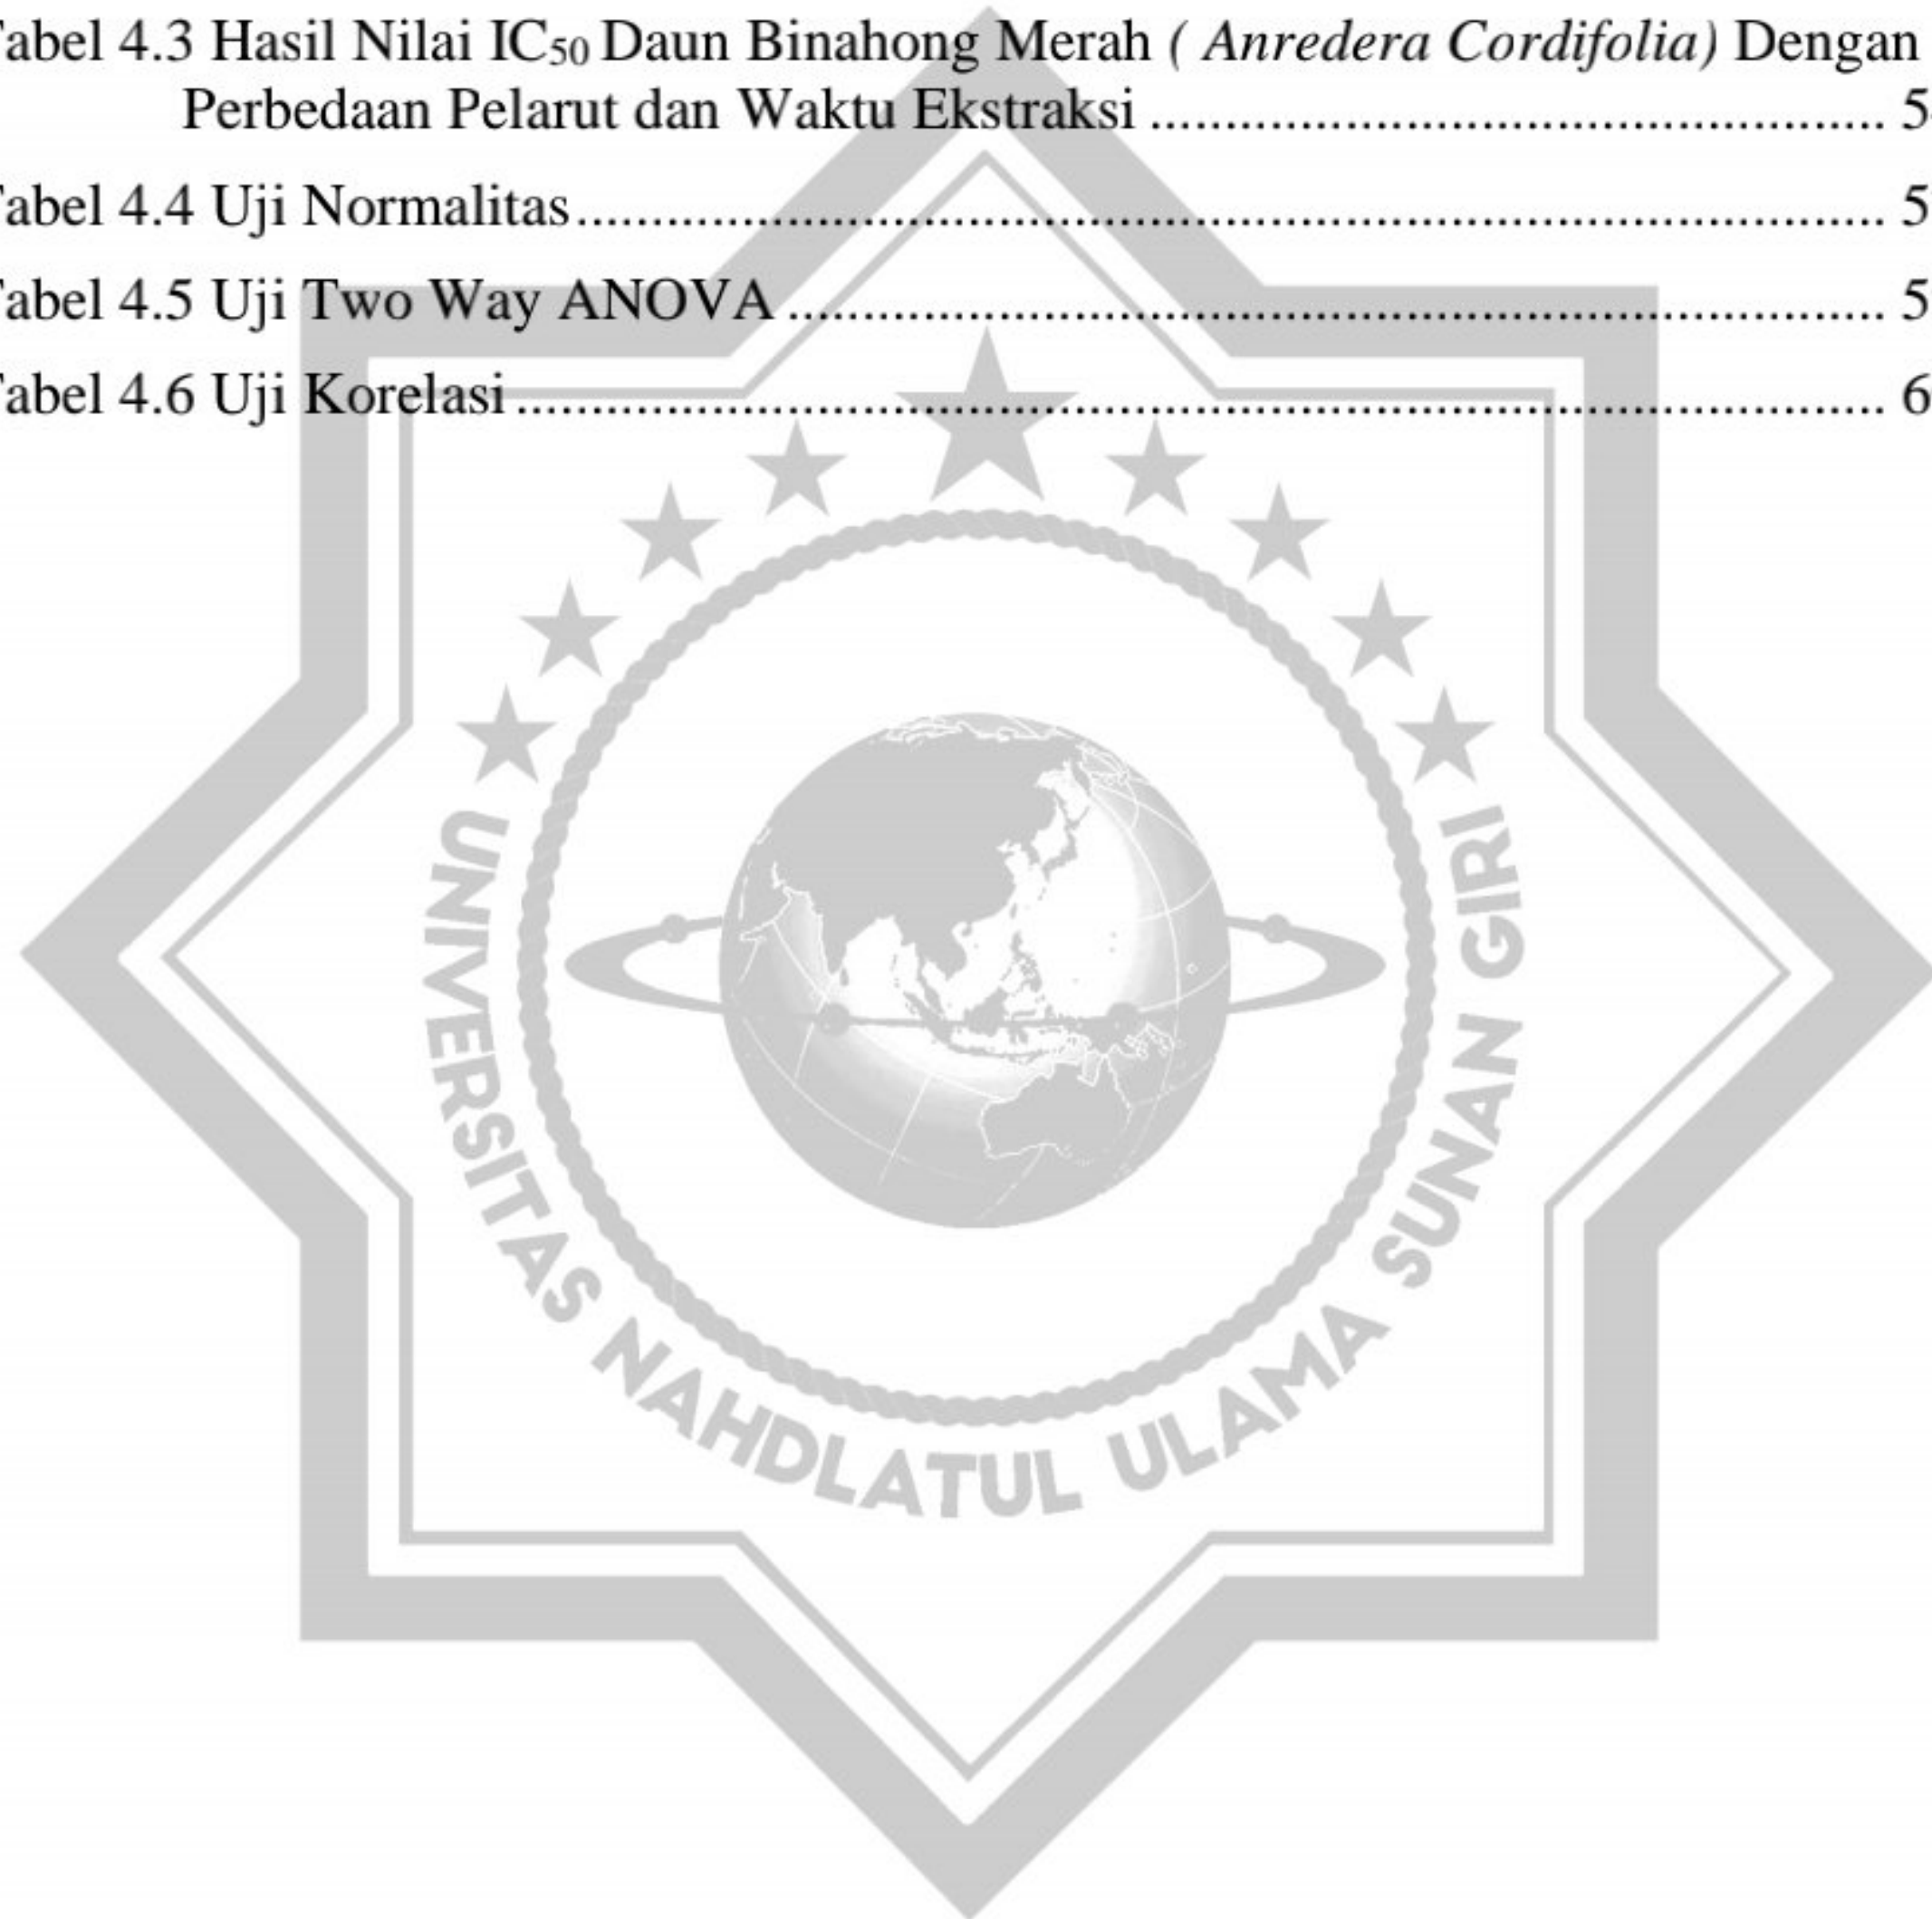 abel 4.3 Hasil Nilai IC₅₀ Daun Binahong Merah ( Anredera Cordifolia) Dengan
Perbedaan Pelarut dan Waktu Ekstraksi ................................................. 5
abel 4.4 Uji Normalitas....................................................................................... 5
abel 4.5 Uji Two Way ANOVA ......................................................................... 5
abel 4.6 Uji Korelasi ........................................................................................... 6
UNIVERSITAS NAHDLATUL ULAMA SUNAN GIRI